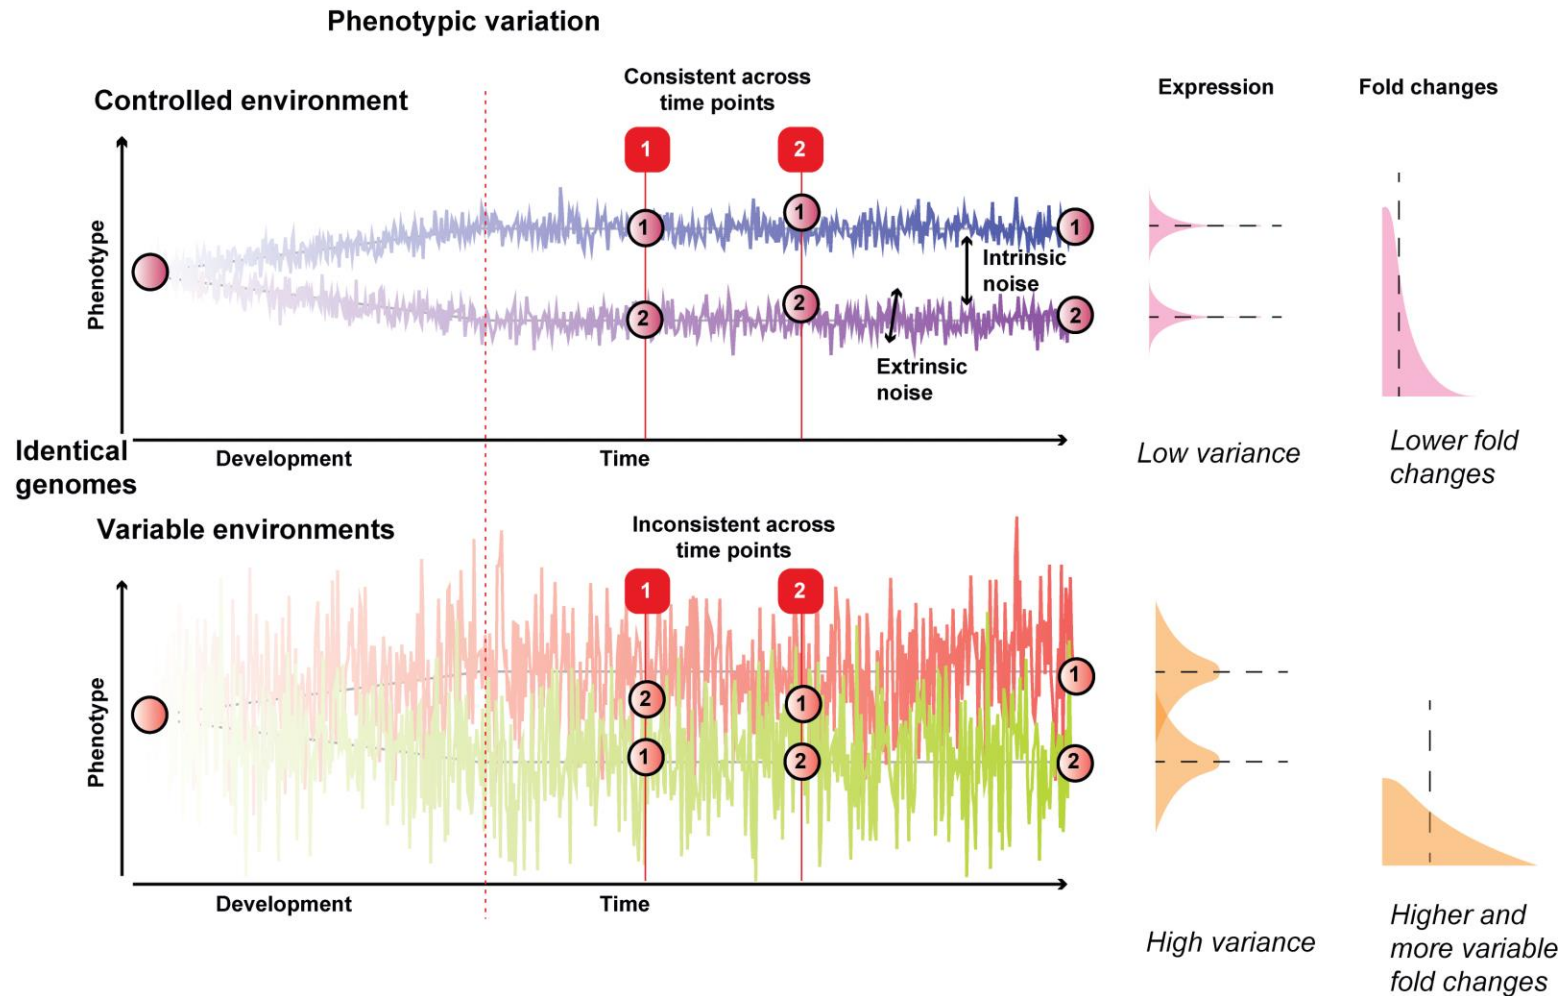 Phenotypic variation
Controlled environment
Consistent across
time points
Expression
Fold changes
1
2
Phenotype
1
1
1
2
2
2
Intrinsic
noise
Extrinsic
noise
Development
Time
Low variance
Lower fold
changes
Identical
genomes
Variable environments
Inconsistent across
time points
1
2
Phenotype
2
1
1
1
2
2
Development
Time
High variance
Higher and
more variable
fold changes